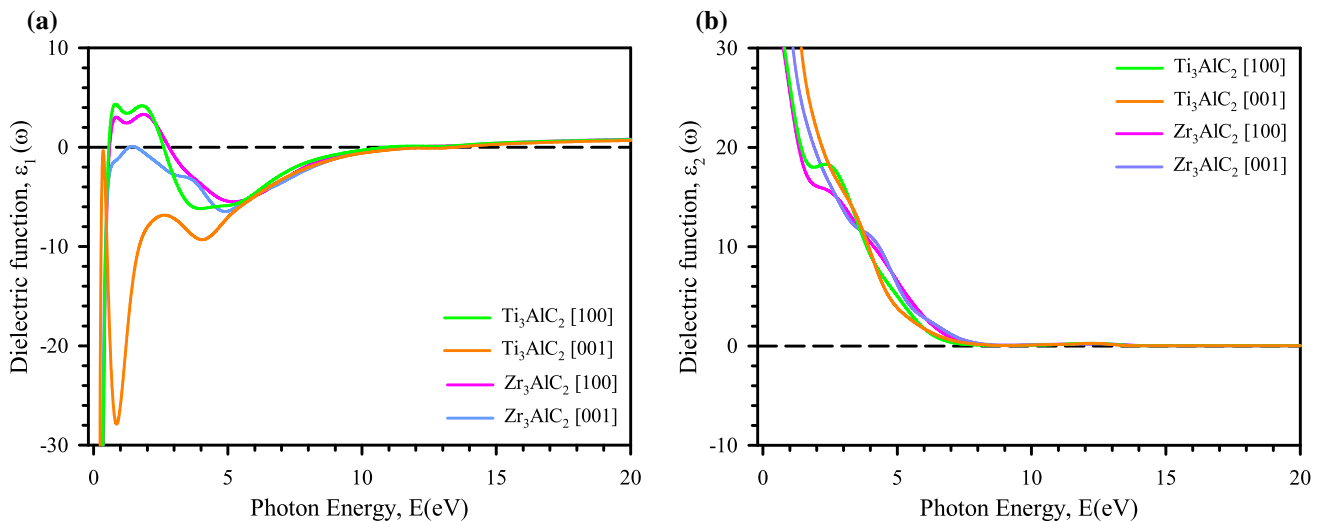 (a)
10
0
-10
-20
-30
0
5
10
15
20
Dielectric function, ε₁ (ω)
Photon Energy, E(eV)
Ti₃AlC₂ [100]
Ti₃AlC₂ [001]
Zr₃AlC₂ [100]
Zr₃AlC₂ [001]
(b)
30
20
10
0
-10
0
5
10
15
20
Dielectric function, ε₂ (ω)
Photon Energy, E(eV)
Ti₃AlC₂ [100]
Ti₃AlC₂ [001]
Zr₃AlC₂ [100]
Zr₃AlC₂ [001]